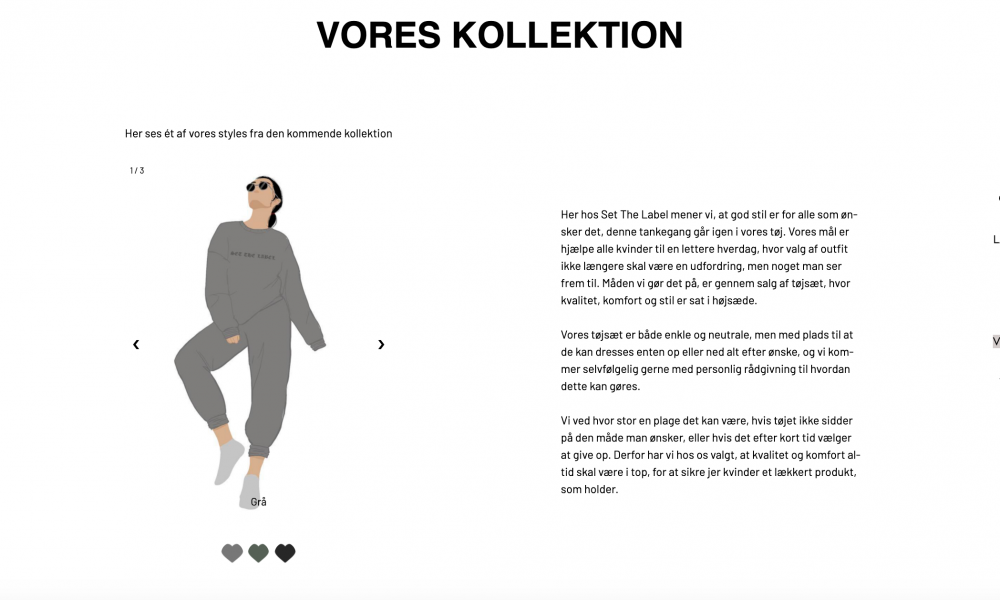 VORES KOLLEKTION
Her ses ét af vores styles fra den kommende kollektion
1 / 3
Grå
Her hos Set The Label mener vi, at god stil er for alle som øn-
sker det, denne tankegang går igen i vores tøj. Vores mål er
hjælpe alle kvinder til en lettere hverdag, hvor valg af outfit
ikke længere skal være en udfordring, men noget man ser
frem til. Måden vi gør det på, er gennem salg af tøjsæt, hvor
kvalitet, komfort og stil er sat i højsæde.
Vores tøjsæt er både enkle og neutrale, men med plads til at
de kan dresses enten op eller ned alt efter ønske, og vi kom-
mer selvfølgelig gerne med personlig rådgivning til hvordan
dette kan gøres.
Vi ved hvor stor en plage det kan være, hvis tøjet ikke sidder
på den måde man ønsker, eller hvis det efter kort tid vælger
at give op. Derfor har vi hos os valgt, at kvalitet og komfort al-
tid skal være i top, for at sikre jer kvinder et lækkert produkt,
som holder.